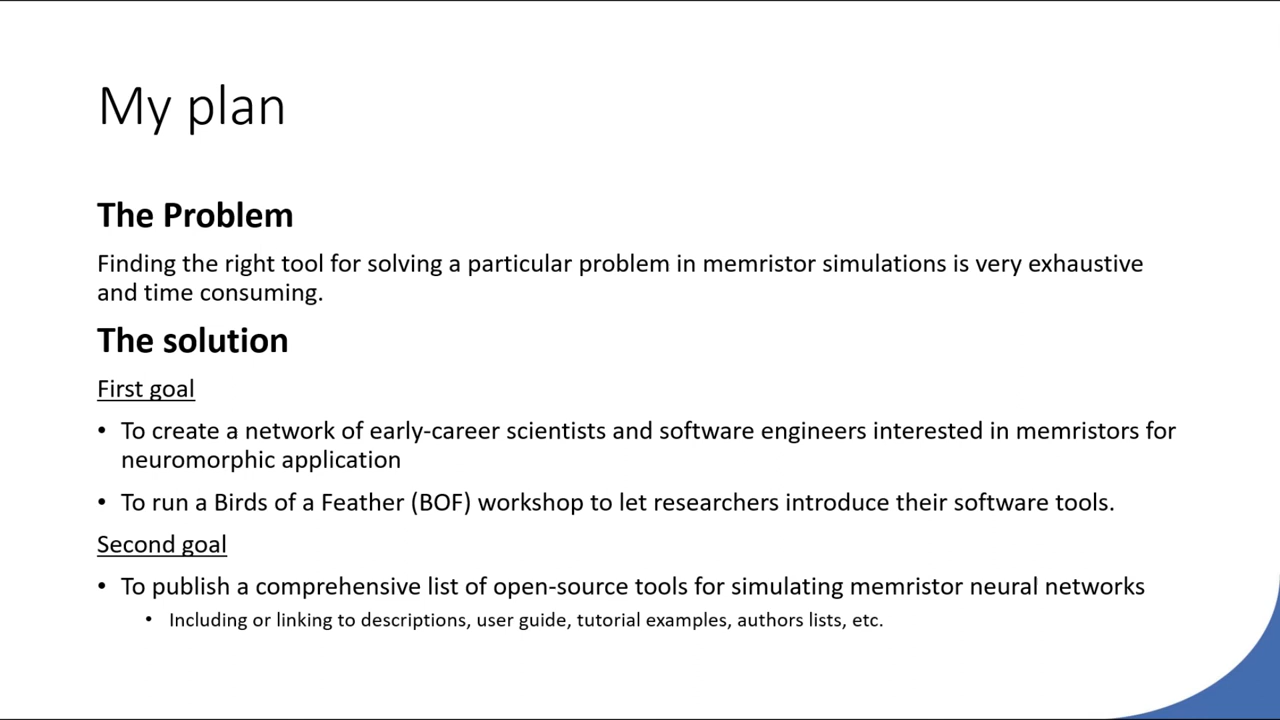 My plan
The Problem
Finding the right tool for solving a particular problem in memristor simulations is very exhaustive
and time consuming.
The solution
First goal
• To create a network of early-career scientists and software engineers interested in memristors for
neuromorphic application
• To run a Birds of a Feather (BOF) workshop to let researchers introduce their software tools.
Second goal
• To publish a comprehensive list of open-source tools for simulating memristor neural networks
• Including or linking to descriptions, user guide, tutorial examples, authors lists, etc.